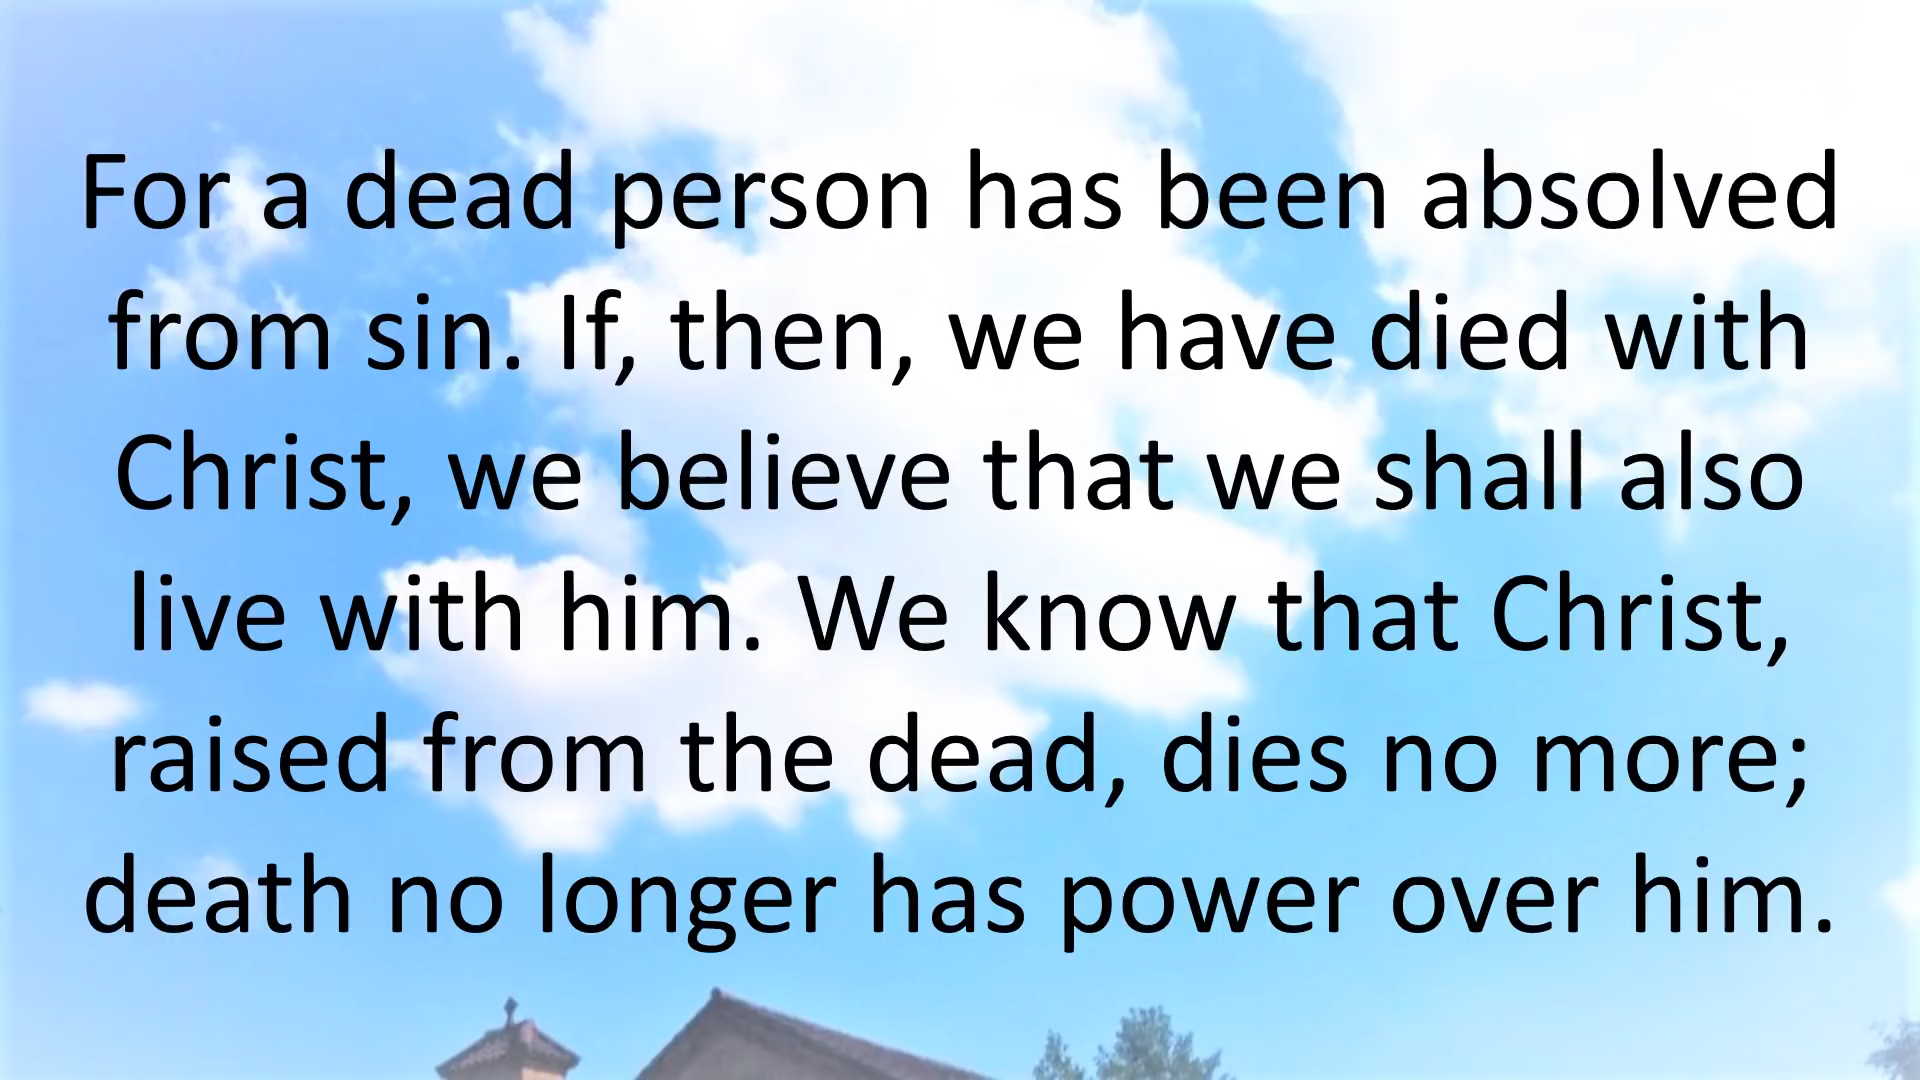 For a dead person has been absolved
from sin. If, then, we have died with
Christ, we believe that we shall also
live with him. We know that Christ,
raised from the dead, dies no more;
death no longer has power over him.